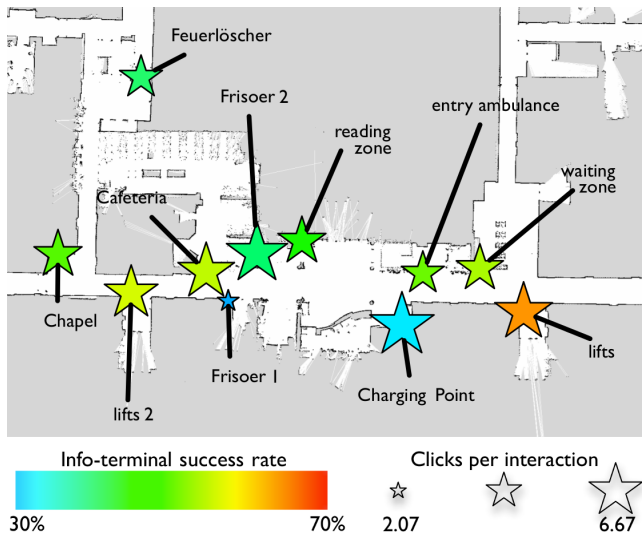 Feuerlöscher
Frisoer 2
entry ambulance
reading
zone
waiting
zone
Cafeteria
Chapel
lifts 2
Frisoer 1
Charging Point
lifts
Info-terminal success rate
30%
70%
Clicks per interaction
2.07
6.67